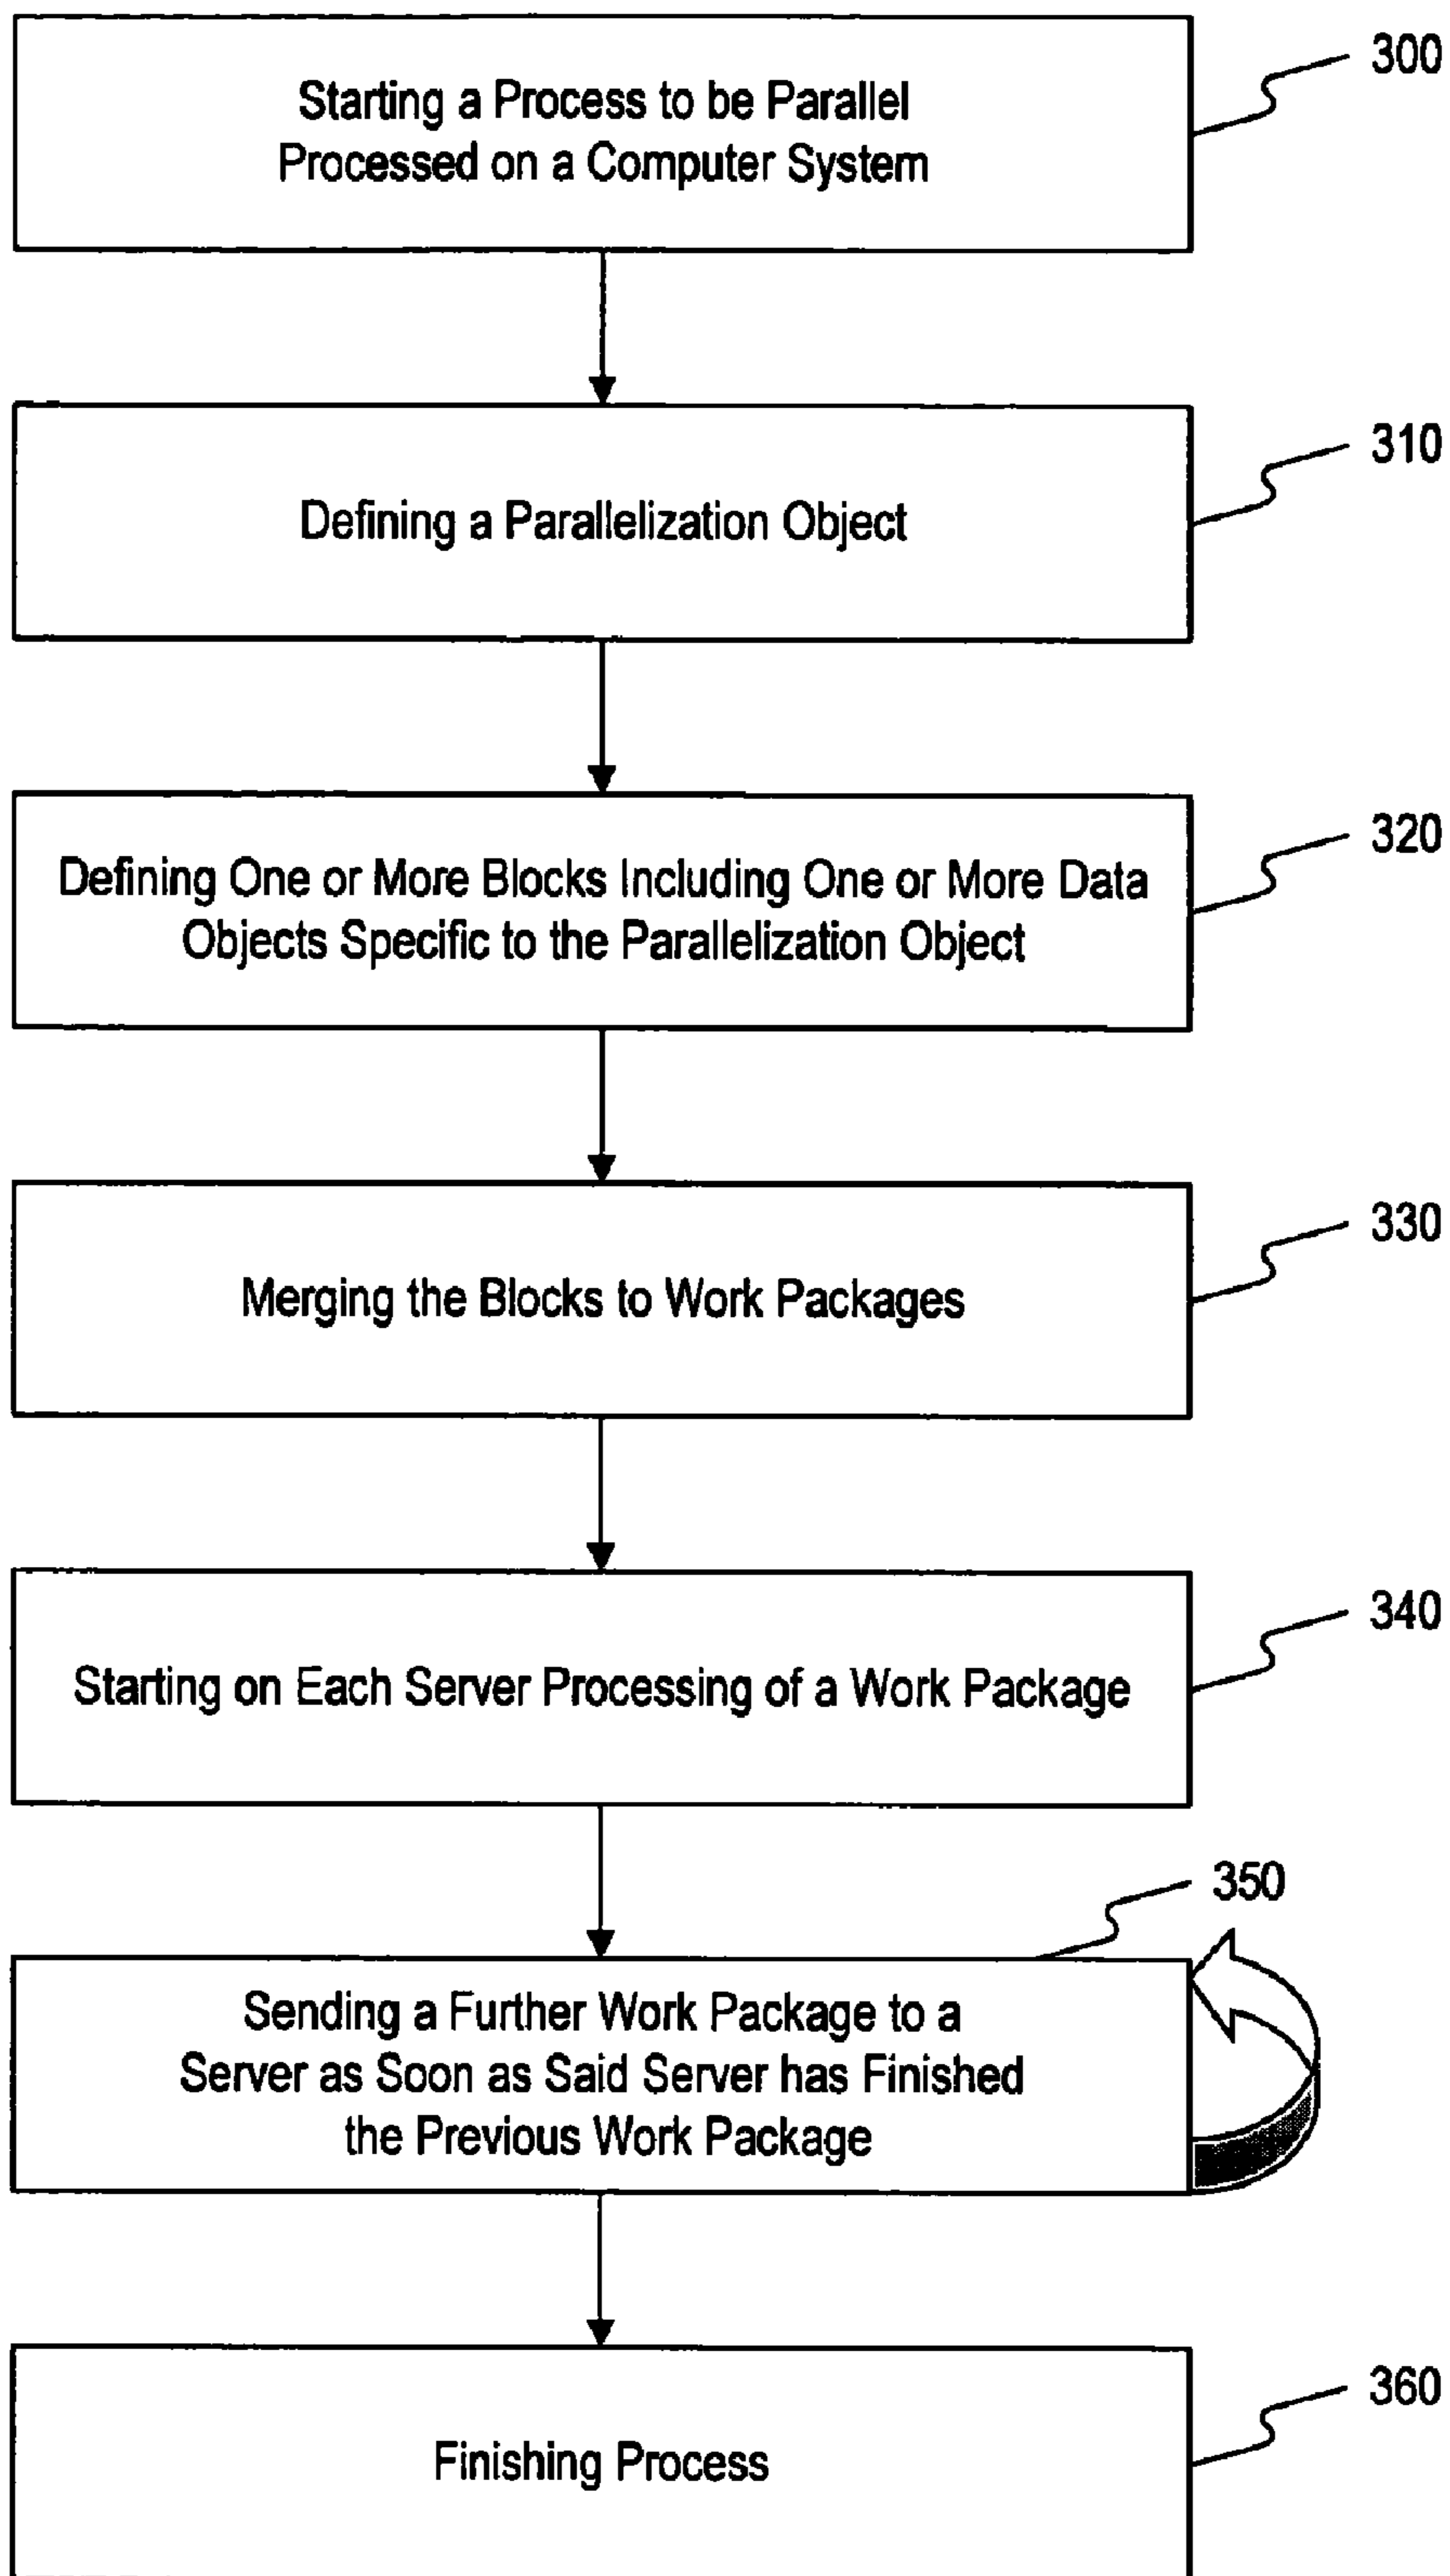 300
Starting a Process to be Parallel
Processed on a Computer System
310
Defining a Parallelization Object
320
Defining One or More Blocks Including One or More Data
Objects Specific to the Parallelization Object
330
Merging the Blocks to Work Packages
340
Starting on Each Server Processing of a Work Package
350
Sending a Further Work Package to a
Server as Soon as Said Server has Finished
the Previous Work Package
360
Finishing Process